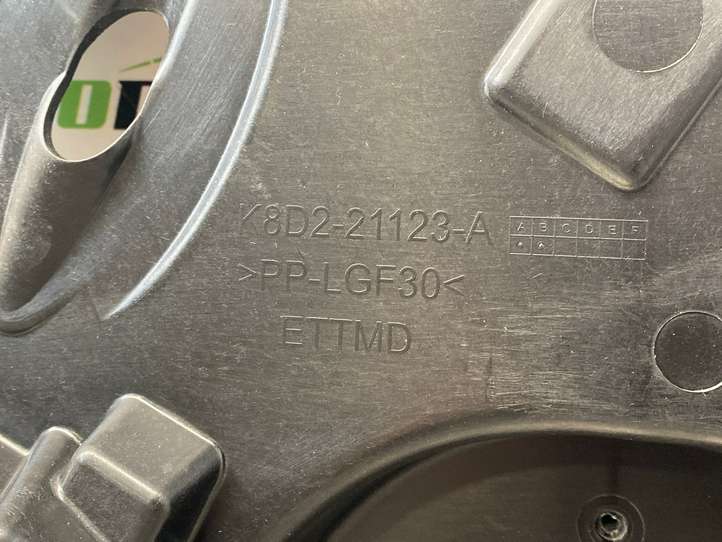 K8D2-21123-A
A B C D E F
>PP-LGF30<
ETTMD